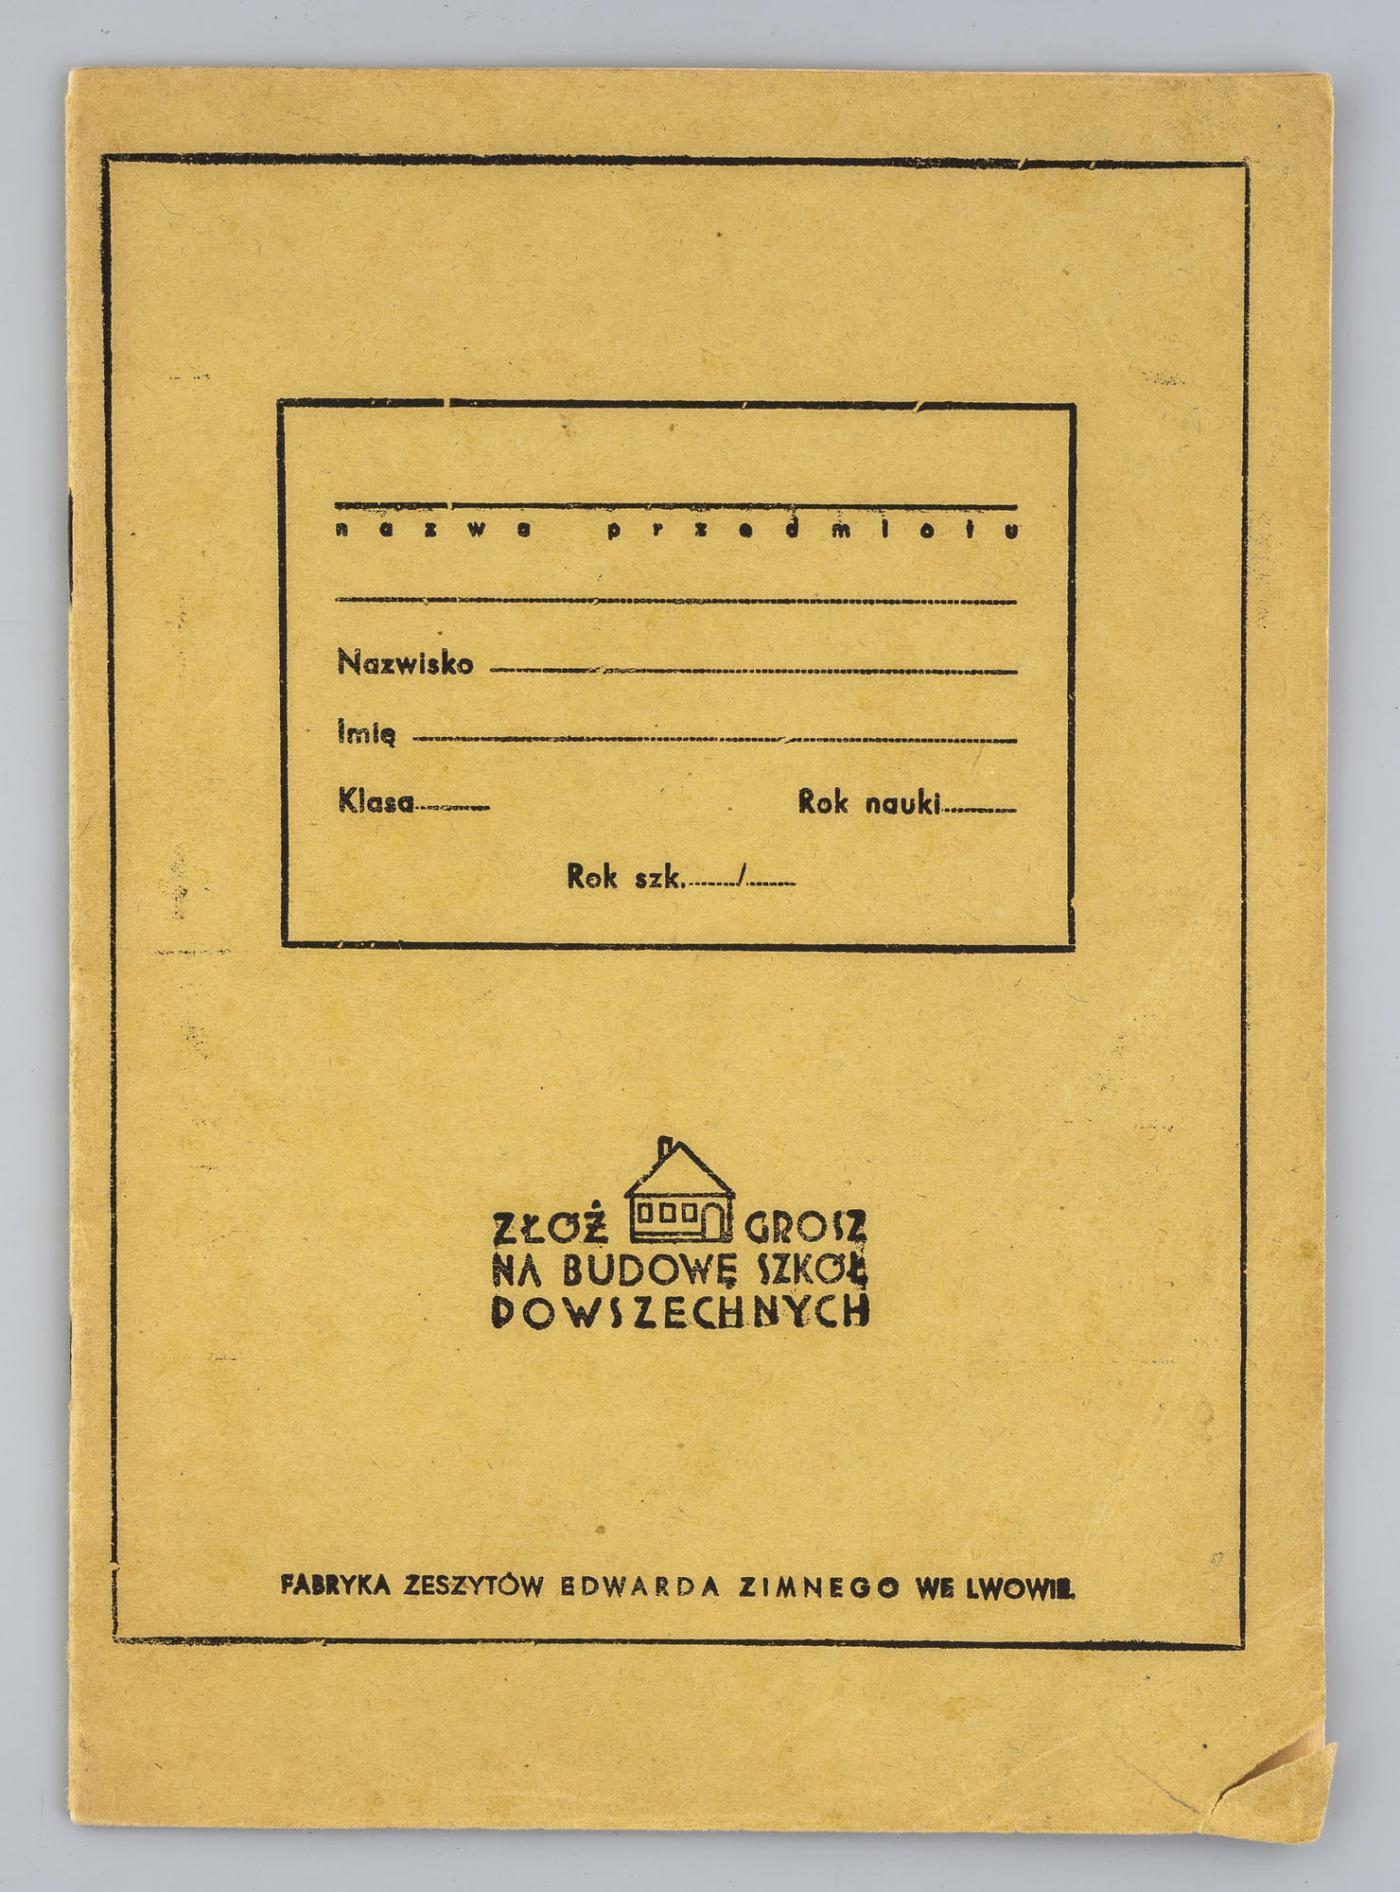 nazwa przedmiotu
Nazwisko
Imię
Klasa Rok nauki
Rok szk. /
ZŁÓŻ GROSZ
NA BUDOWĘ SZKÓŁ
POWSZECHNYCH
FABRYKA ZESZYTÓW EDWARDA ZIMNEGO WE LWOWIE.